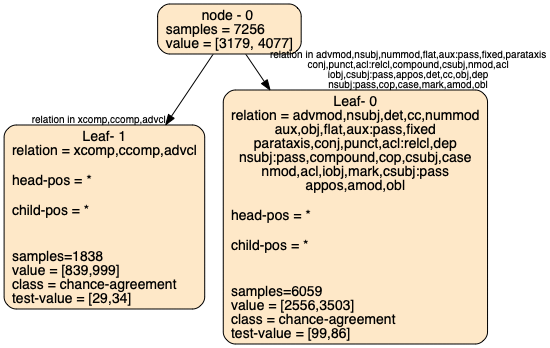 node - 0
samples = 7256
value = [3179, 4077]
relation in advmod,nsubj,nummod,flat,aux:pass,fixed,parataxis
conj,punct,acl:relcl,compound,csubj,nmod,acl
iobj,csubj:pass,appos,det,cc,obj,dep
nsubj:pass,cop,case,mark,amod,obl
relation in xcomp,ccomp,advcl
Leaf- 1
relation = xcomp,ccomp,advcl
head-pos = *
child-pos = *
samples=1838
value = [839,999]
class = chance-agreement
test-value = [29,34]
Leaf- 0
relation = advmod,nsubj,det,cc,nummod
aux,obj,flat,aux:pass,fixed
parataxis,conj,punct,acl:relcl,dep
nsubj:pass,compound,cop,csubj,case
nmod,acl,iobj,mark,csubj:pass
appos,amod,obl
head-pos = *
child-pos = *
samples=6059
value = [2556,3503]
class = chance-agreement
test-value = [99,86]